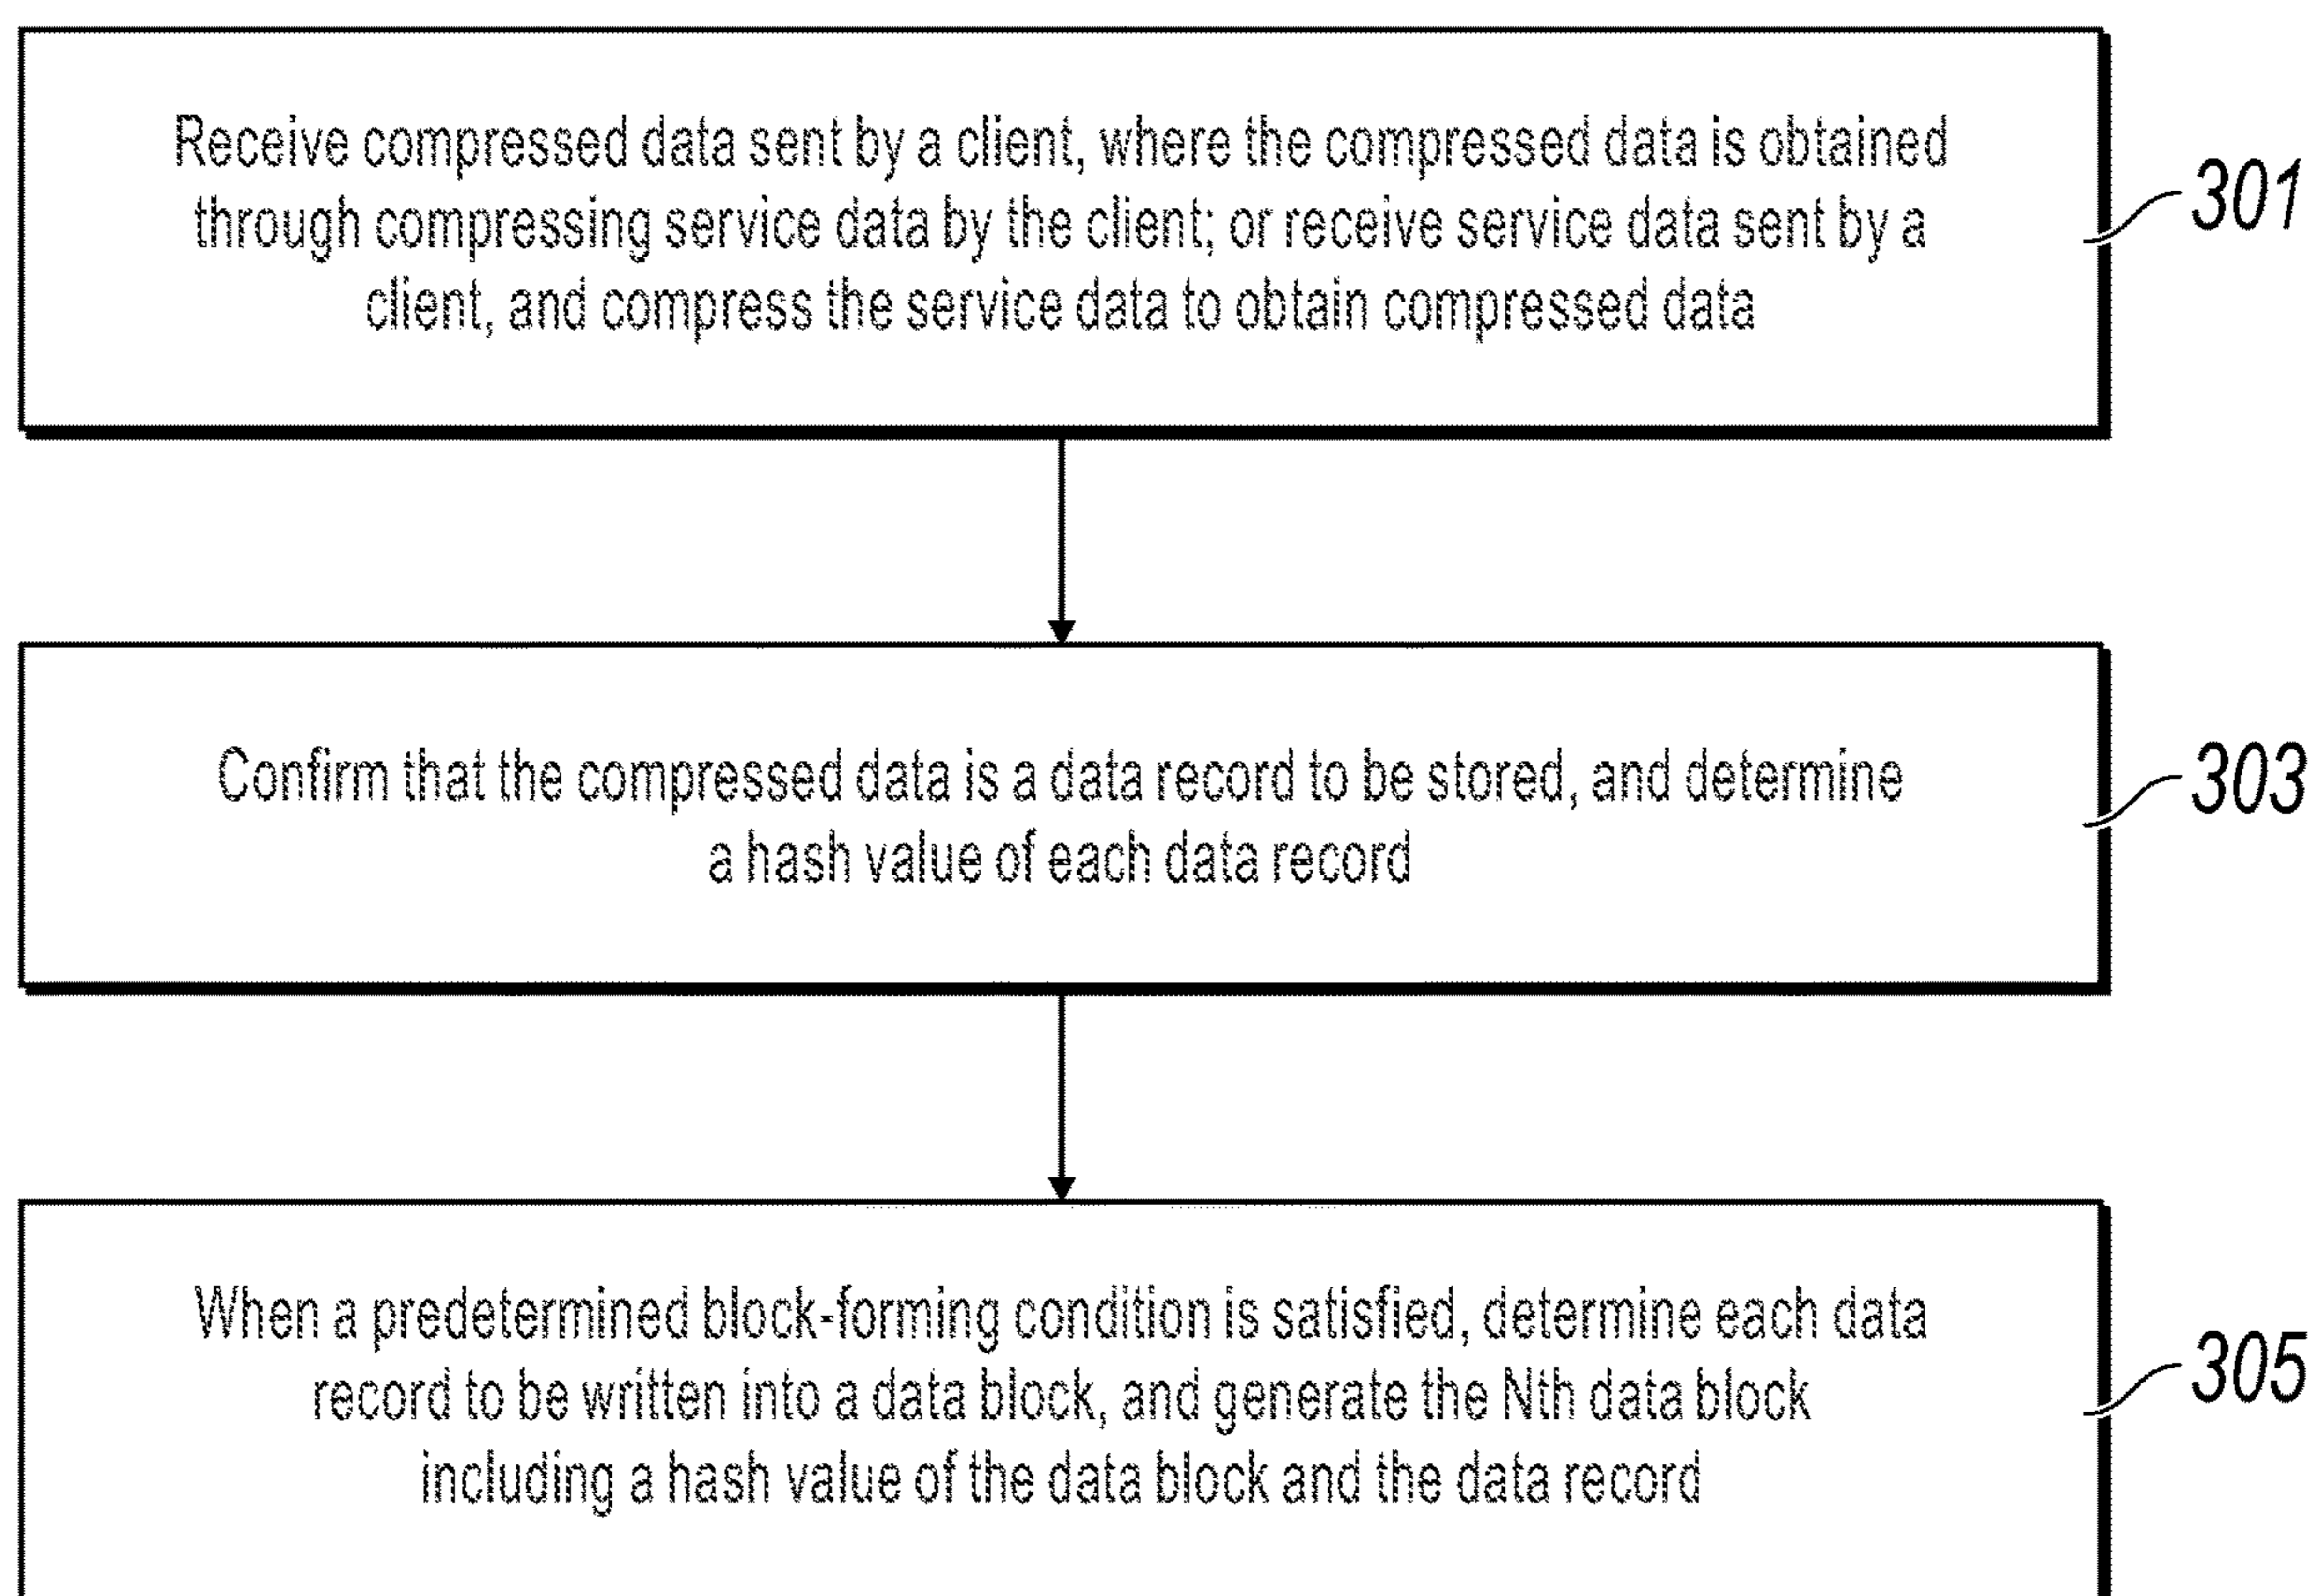 Receive compressed data sent by a client, where the compressed data is obtained
through compressing service data by the client; or receive service data sent by a
client, and compress the service data to obtain compressed data
301
Confirm that the compressed data is a data record to be stored, and determine
a hash value of each data record
303
When a predetermined block-forming condition is satisfied, determine each data
record to be written into a data block, and generate the Nth data block
including a hash value of the data block and the data record
305